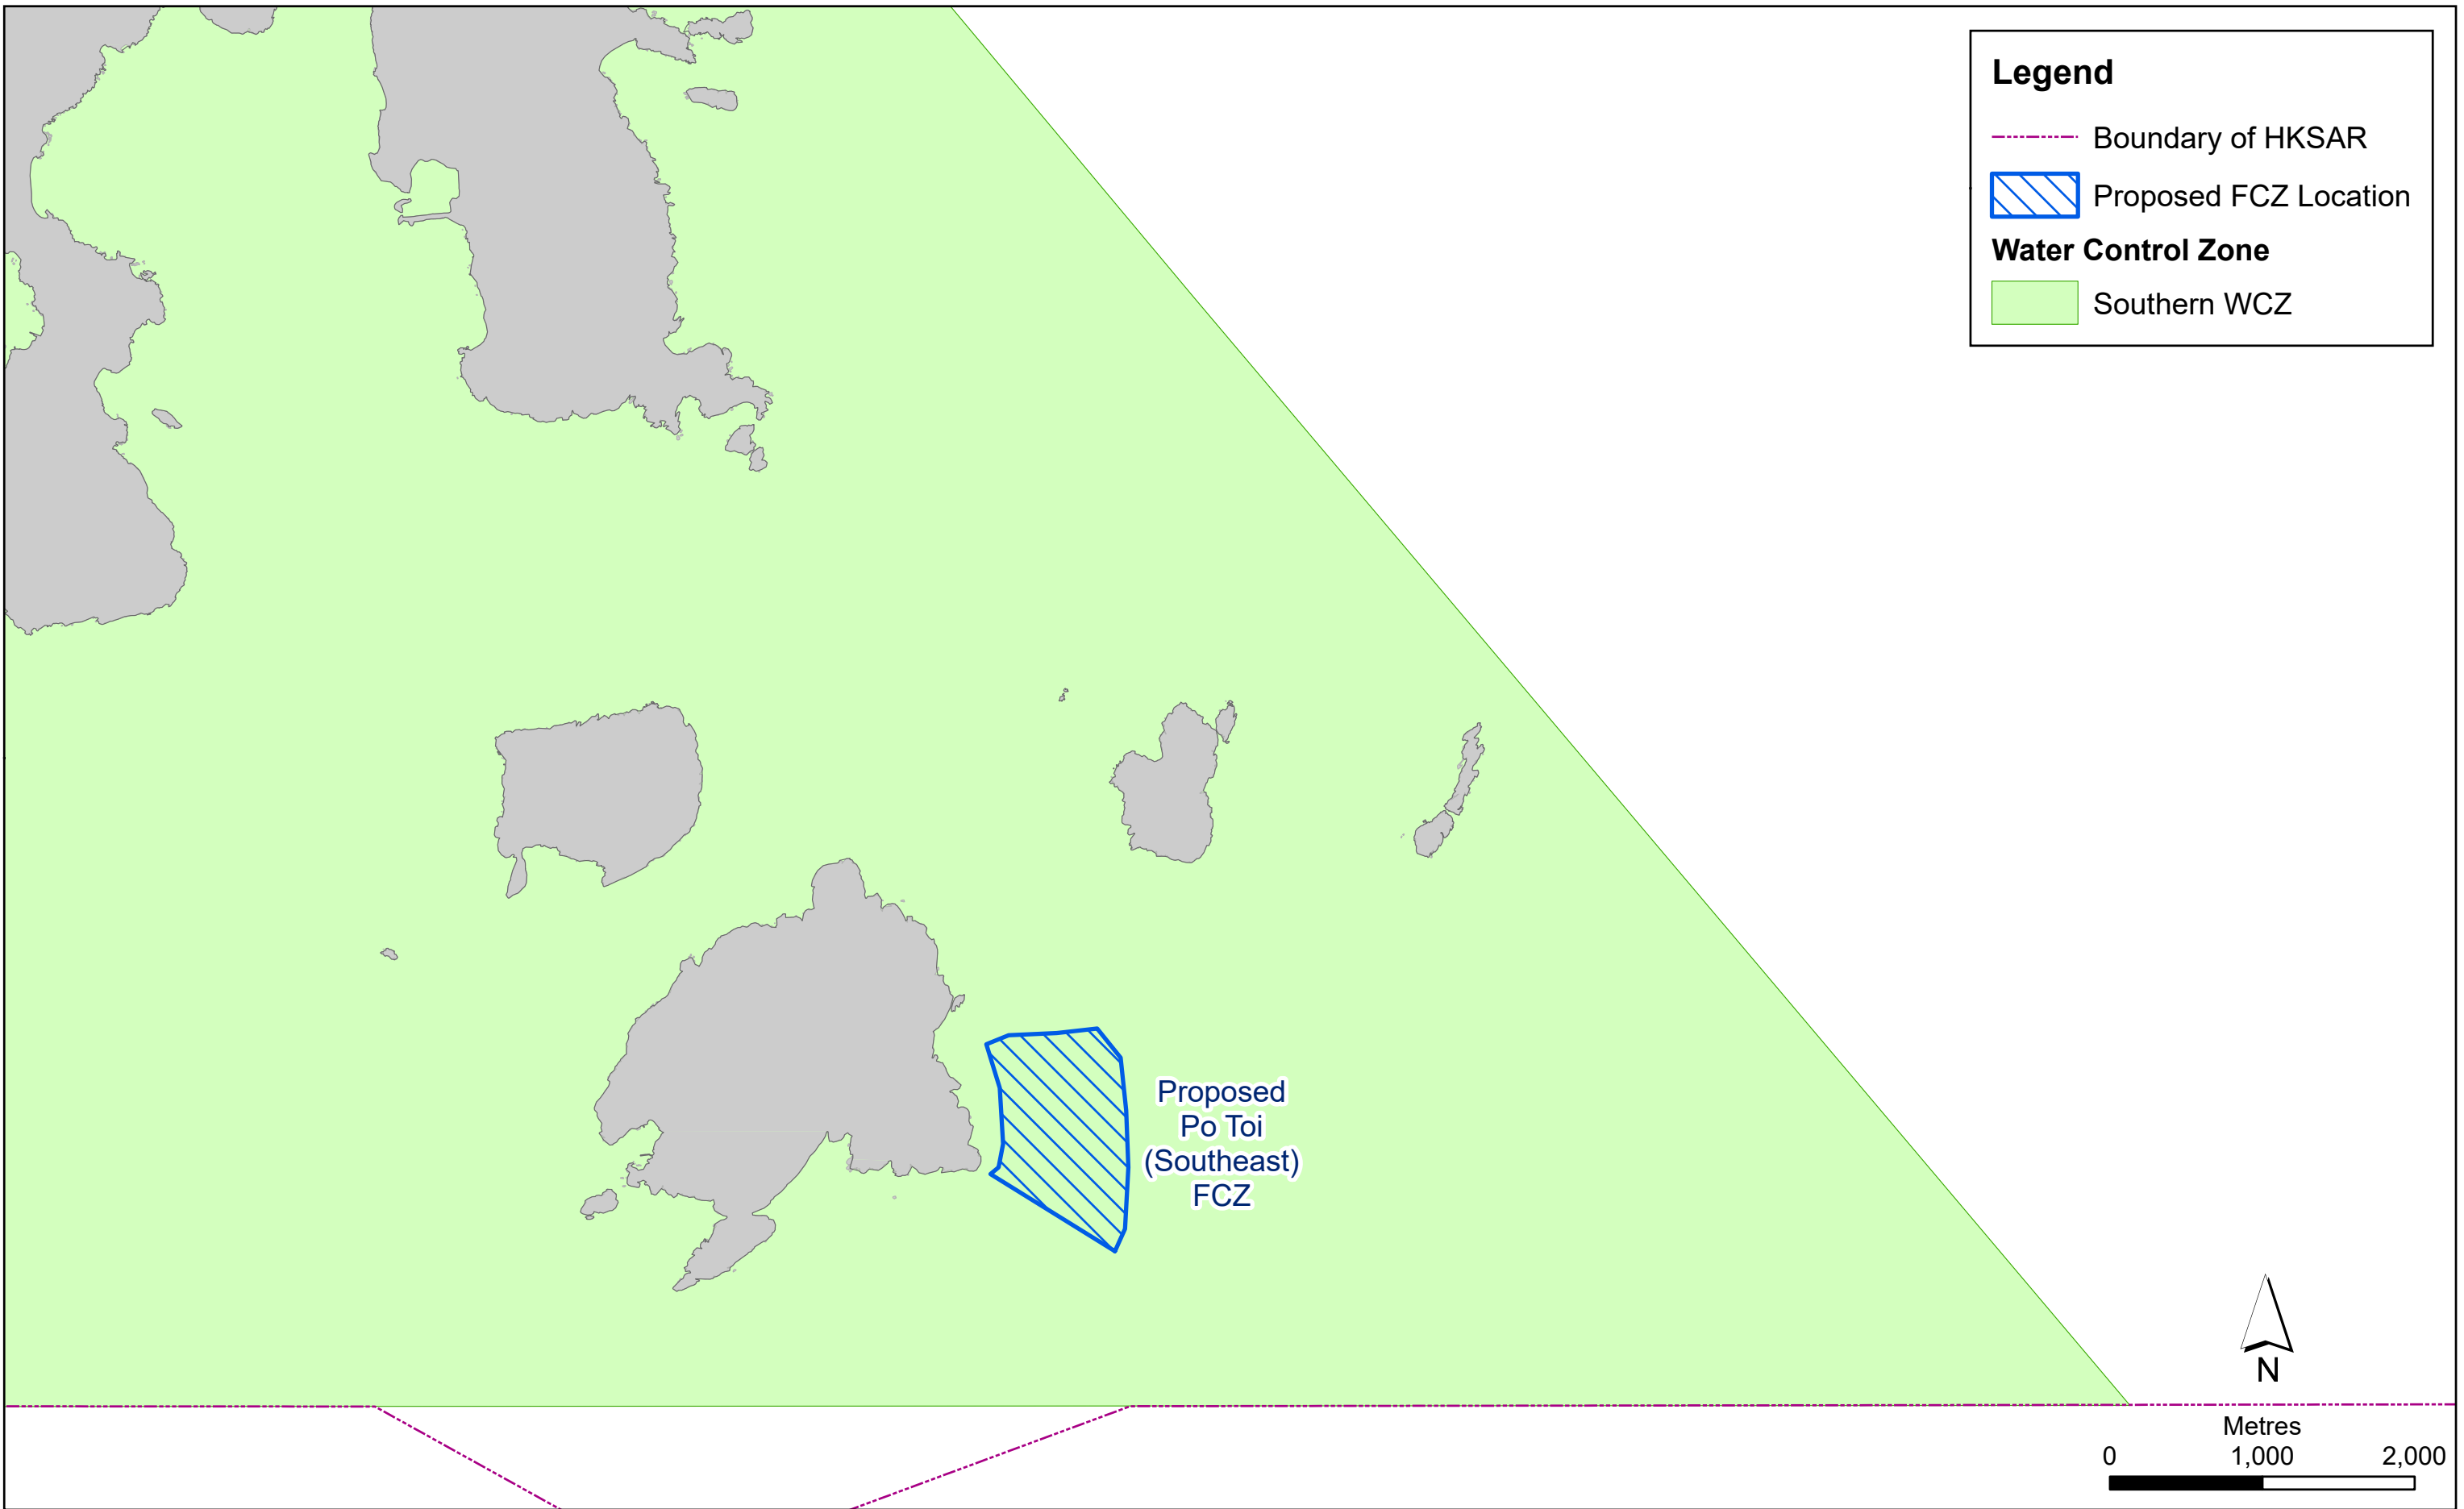 Legend
Boundary of HKSAR
Proposed FCZ Location
Water Control Zone
Southern WCZ
Proposed
Po Toi
(Southeast)
FCZ
N
Metres
0 1,000 2,000